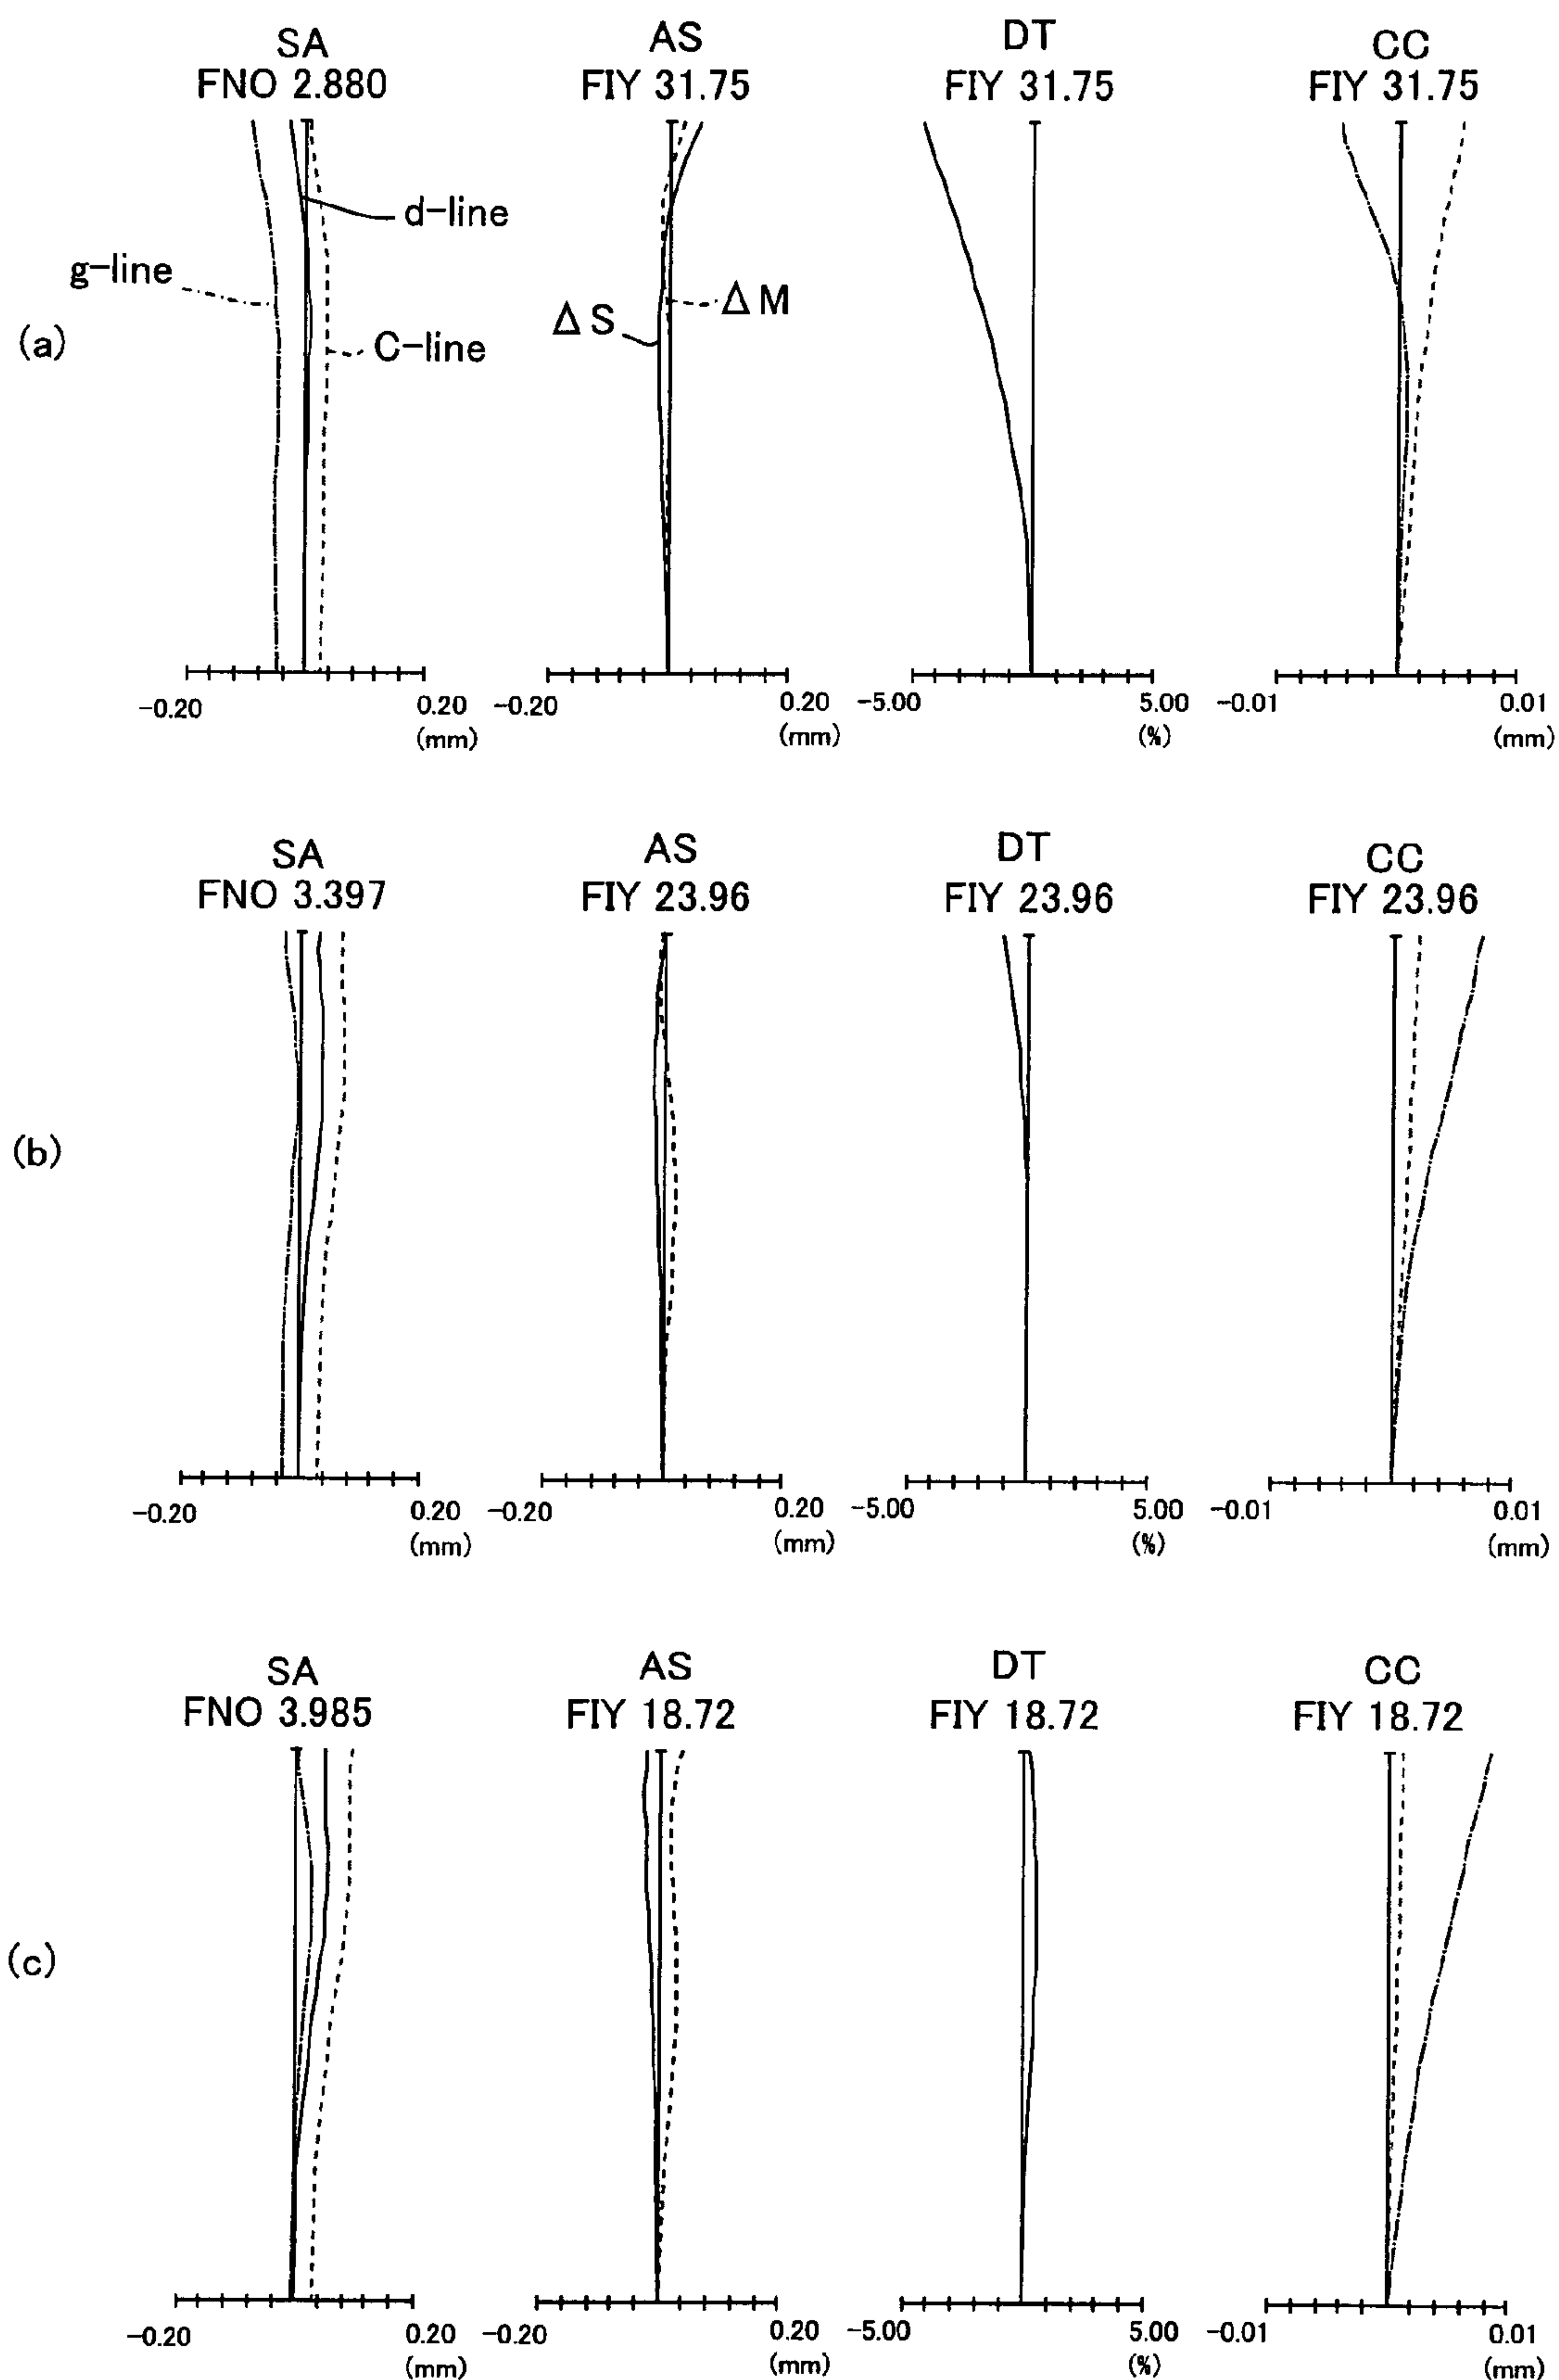 SA
FNO 2.880
AS
FIY 31.75
DT
FIY 31.75
CC
FIY 31.75
d-line
g-line
C-line
ΔS
ΔM
(a)
-0.20
0.20
(mm)
-0.20
0.20
(mm)
-5.00
5.00
(%)
-0.01
0.01
(mm)
SA
FNO 3.397
AS
FIY 23.96
DT
FIY 23.96
CC
FIY 23.96
(b)
-0.20
0.20
(mm)
-0.20
0.20
(mm)
-5.00
5.00
(%)
-0.01
0.01
(mm)
SA
FNO 3.985
AS
FIY 18.72
DT
FIY 18.72
CC
FIY 18.72
(c)
-0.20
0.20
(mm)
-0.20
0.20
(mm)
-5.00
5.00
(%)
-0.01
0.01
(mm)